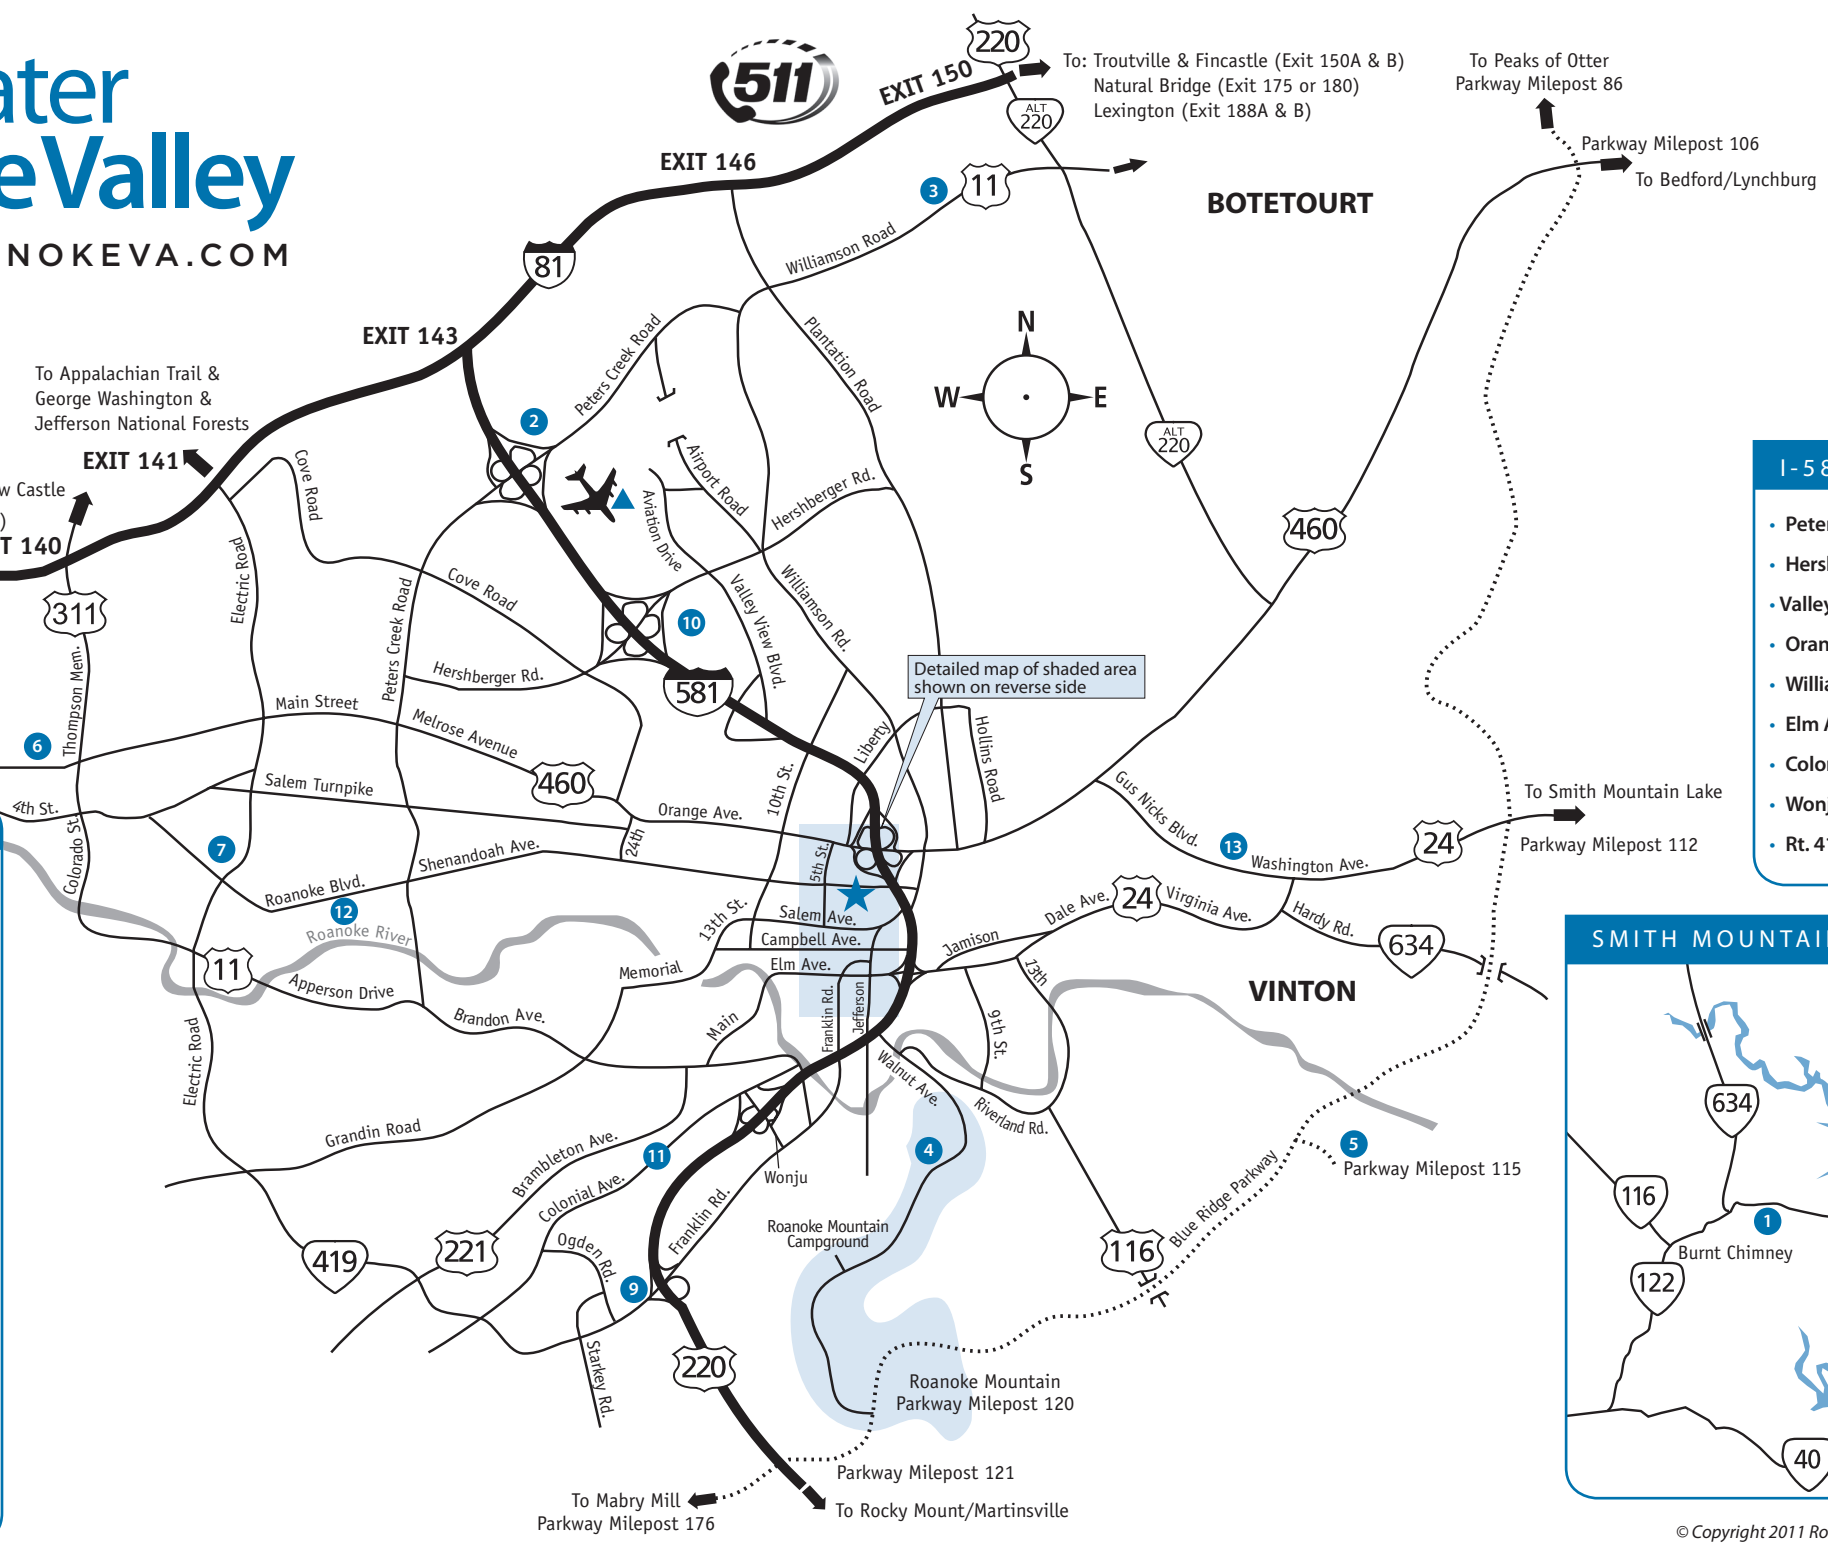 ater
e Valley
NOKEVA.COM
511
220
EXIT 150
To: Troutville & Fincastle (Exit 150A & B)
Natural Bridge (Exit 175 or 180)
Lexington (Exit 188A & B)
ALT
220
To Peaks of Otter
Parkway Milepost 86
Parkway Milepost 106
To Bedford/Lynchburg
EXIT 146
3
11
BOTETOURT
Williamson Road
81
EXIT 143
Peters Creek Road
Plantation Road
N
W
E
S
To Appalachian Trail &
George Washington &
Jefferson National Forests
EXIT 141
w Castle
)
T 140
Cove Road
2
Airport Road
Aviation Drive
Hershberger Rd.
ALT
220
460
I-58
• Peter
• Hersh
• Valley
• Oran
• Willia
• Elm A
• Color
• Wonj
• Rt. 41
311
Electric Road
Peters Creek Road
Cove Road
10
Valley View Blvd.
Williamson Rd.
Hershberger Rd.
581
Detailed map of shaded area
shown on reverse side
Thompson Mem.
Main Street
Melrose Avenue
6
460
Liberty
Hollins Road
4th St.
Salem Turnpike
Orange Ave.
10th St.
Gus Nicks Blvd.
To Smith Mountain Lake
Parkway Milepost 112
24
13
Washington Ave.
7
Colorado St.
24th
Shenandoah Ave.
5th St.
Roanoke Blvd.
12
Roanoke River
13th St.
Salem Ave.
Campbell Ave.
Jamison
Dale Ave.
24
Virginia Ave.
Hardy Rd.
634
SMITH MOUNTAI
11
Apperson Drive
Memorial
Elm Ave.
13th
VINTON
Brandon Ave.
Main
Franklin Rd.
Jefferson
9th St.
Electric Road
Walnut Ave.
Riverland Rd.
Grandin Road
Brambleton Ave.
11
Colonial Ave.
Wonju
4
5
Parkway Milepost 115
Blue Ridge Parkway
634
116
1
Burnt Chimney
122
40
419
221
Ogden Rd.
Franklin Rd.
Roanoke Mountain
Campground
116
9
Starkey Rd.
220
Roanoke Mountain
Parkway Milepost 120
Parkway Milepost 121
To Mabry Mill
Parkway Milepost 176
To Rocky Mount/Martinsville
© Copyright 2011 Ro